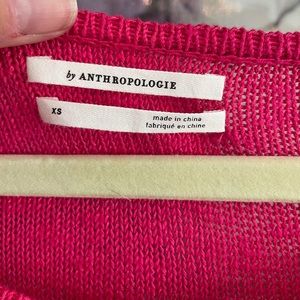 by ANTHROPOLOGIE
XS
made in china
fabriqué en chine